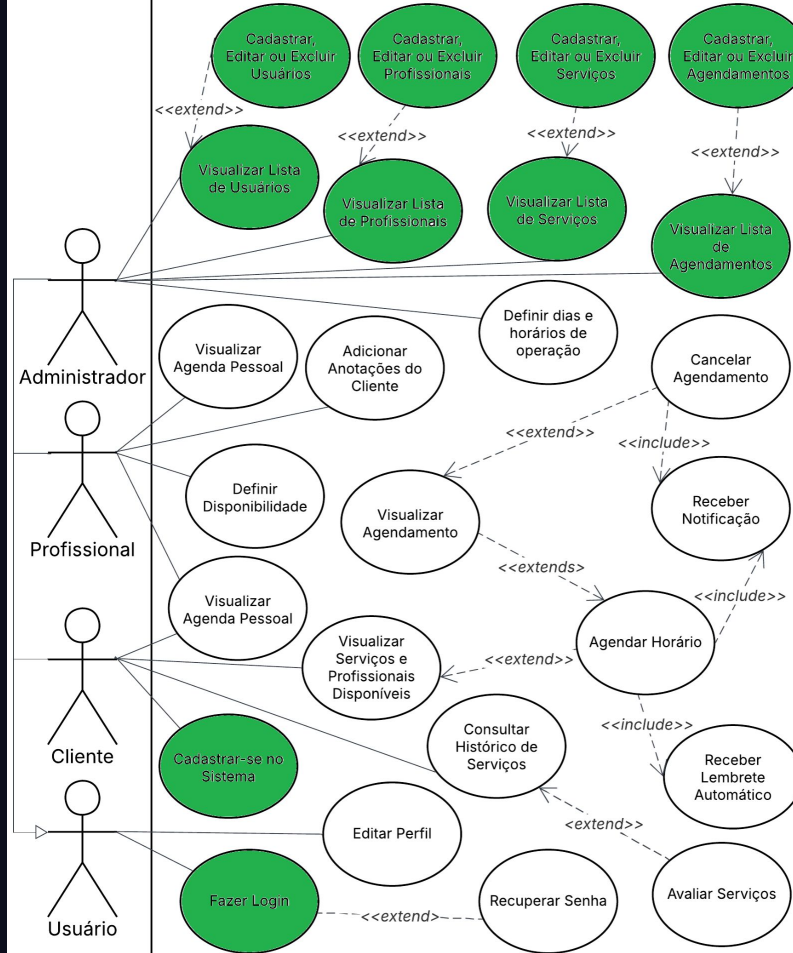 Cadastrar,
Editar ou Excluir
Usuários
Cadastrar,
Editar ou Excluir
Profissionais
Cadastrar,
Editar ou Excluir
Serviços
Cadastrar,
Editar ou Excluir
Agendamentos
<<extend>>
<<extend>>
<<extend>>
<<extend>>
Visualizar Lista
de Usuários
Visualizar Lista
de Profissionais
Visualizar Lista
de Serviços
Visualizar Lista
de
Agendamentos
Administrador
Visualizar
Agenda Pessoal
Adicionar
Anotações do
Cliente
Definir dias e
horários de
operação
Cancelar
Agendamento
<<extend>>
<<include>>
Profissional
Definir
Disponibilidade
Visualizar
Agendamento
Receber
Notificação
<<extends>
<<include>>
Visualizar
Agenda Pessoal
Visualizar
Serviços e
Profissionais
Disponíveis
<<extend>>
Agendar Horário
Cliente
Cadastrar-se no
Sistema
Consultar
Histórico de
Serviços
<<include>>
Receber
Lembrete
Automático
<extend>>
Editar Perfil
Usuário
Fazer Login
<<extend>
Recuperar Senha
Avaliar Serviços